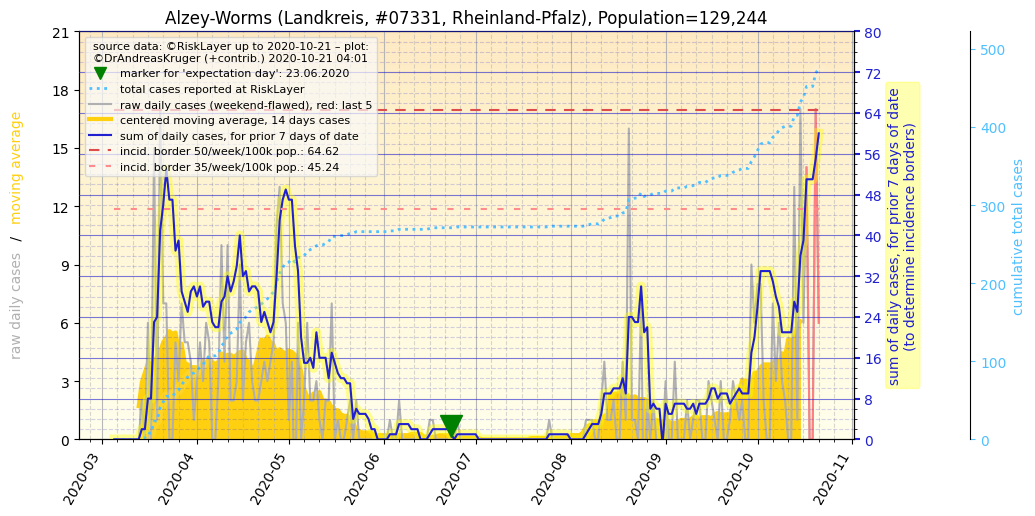 Alzey-Worms (Landkreis, #07331, Rheinland-Pfalz), Population=129,244
source data: ©RiskLayer up to 2020-10-21 – plot:
©DrAndreasKruger (+contrib.) 2020-10-21 04:01
marker for 'expectation day': 23.06.2020
total cases reported at RiskLayer
raw daily cases (weekend-flawed), red: last 5
centered moving average, 14 days cases
sum of daily cases, for prior 7 days of date
incid. border 50/week/100k pop.: 64.62
incid. border 35/week/100k pop.: 45.24
raw daily cases / moving average
21
18
15
12
9
6
3
0
2020-03
2020-04
2020-05
2020-06
2020-07
2020-08
2020-09
2020-10
2020-11
80
72
64
56
48
40
32
24
16
8
0
sum of daily cases, for prior 7 days of date
(to determine incidence borders)
500
400
300
200
100
0
cumulative total cases